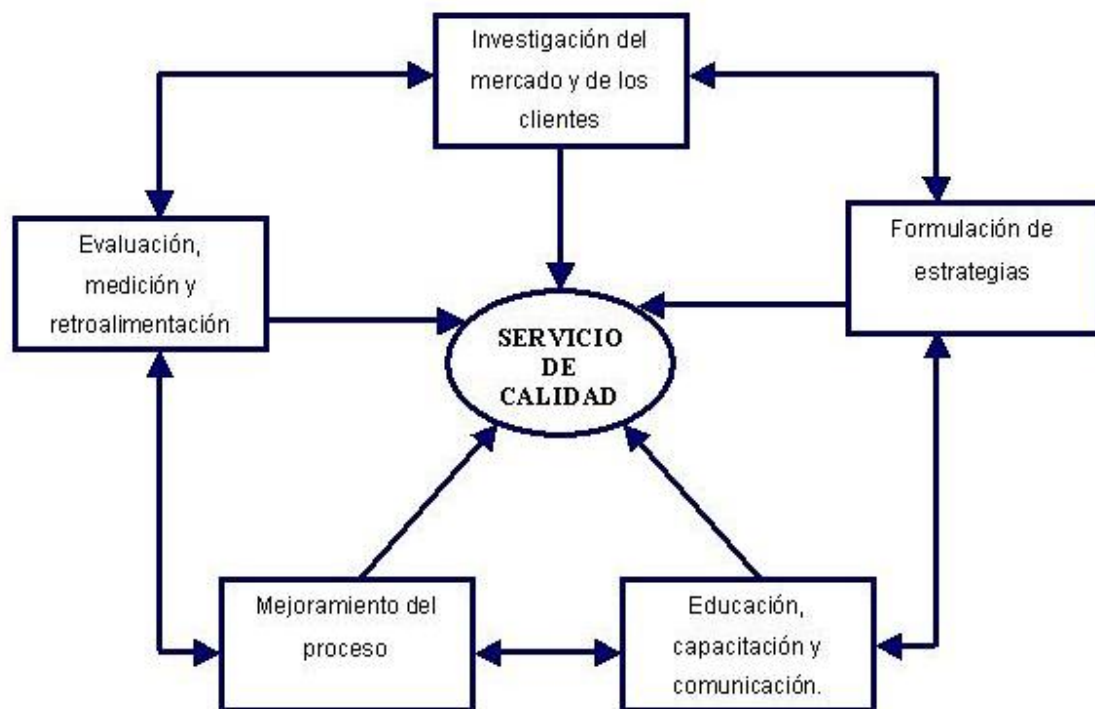 Investigación del
mercado y de los
clientes
Evaluación,
medición y
retroalimentación
Formulación de
estrategias
SERVICIO
DE
CALIDAD
Mejoramiento del
proceso
Educación,
capacitación y
comunicación.